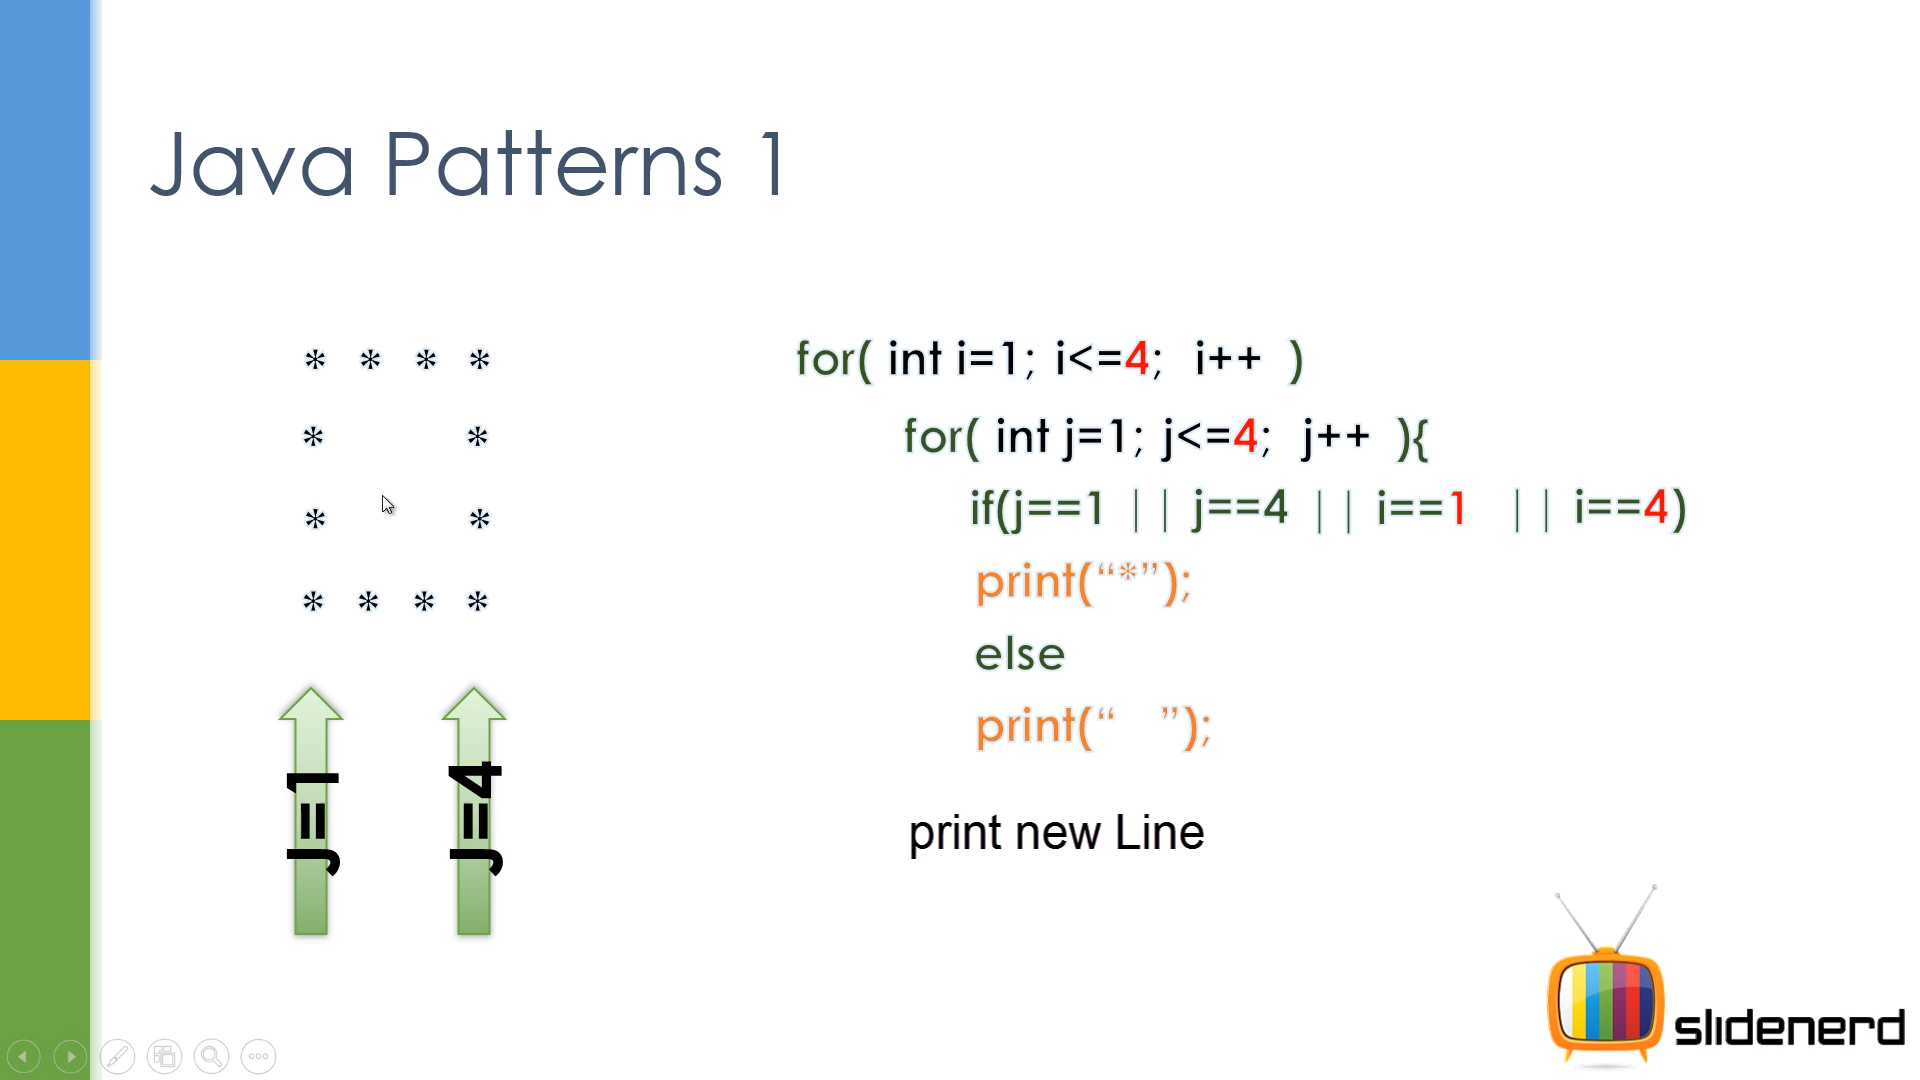 Java Patterns 1
* * * *
* *
* *
* * * *
J=1
J=4
for( int i=1; i<=4; i++ )
for( int j=1; j<=4; j++ ){
if(j==1 || j==4 || i==1 || i==4)
print(“*”);
else
print(“ ”);
print new Line
slidenerd